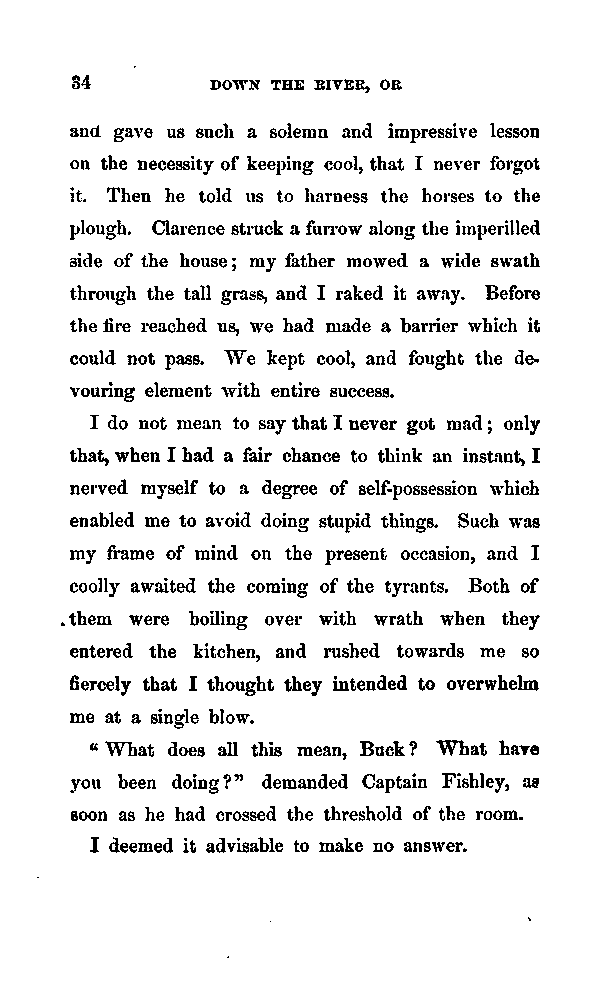 34 DOWN THE RIVER, OR
and gave us such a solemn and impressive lesson
on the necessity of keeping cool, that I never forgot
it. Then he told us to harness the horses to the
plough. Clarence struck a furrow along the imperilled
side of the house; my father mowed a wide swath
through the tall grass, and I raked it away. Before
the fire reached us, we had made a barrier which it
could not pass. We kept cool, and fought the de-
vouring element with entire success.
I do not mean to say that I never got mad; only
that, when I had a fair chance to think an instant, I
nerved myself to a degree of self-possession which
enabled me to avoid doing stupid things. Such was
my frame of mind on the present occasion, and I
coolly awaited the coming of the tyrants. Both of
them were boiling over with wrath when they
entered the kitchen, and rushed towards me so
fiercely that I thought they intended to overwhelm
me at a single blow.
“What does all this mean, Buck? What have
you been doing?” demanded Captain Fishley, as
soon as he had crossed the threshold of the room.
I deemed it advisable to make no answer.